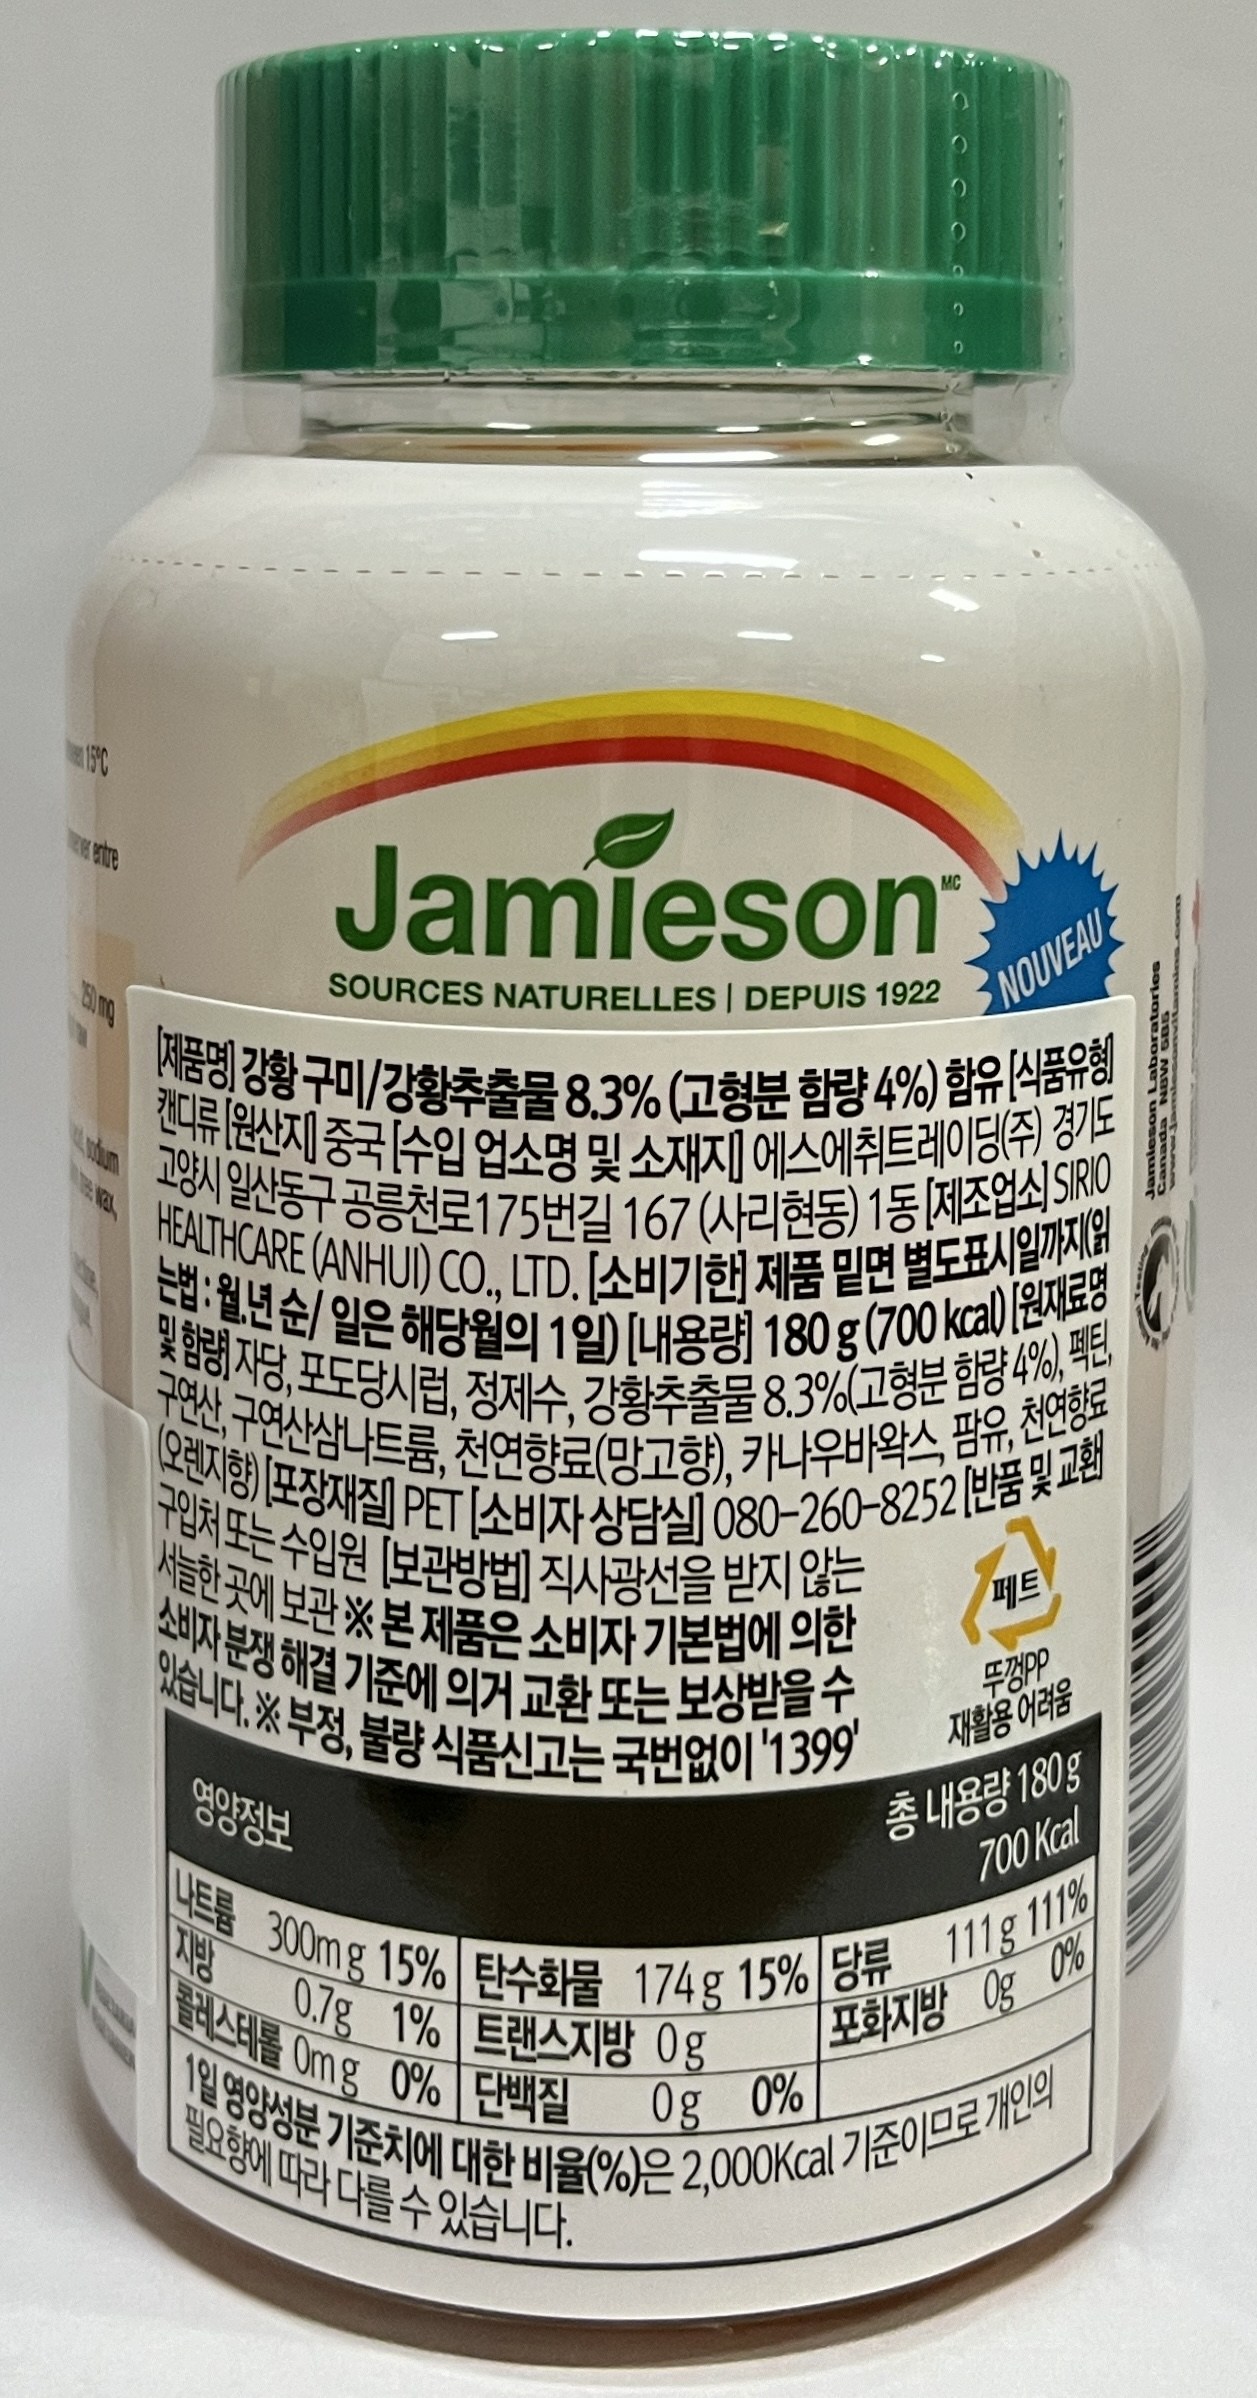 Jamieson MC
SOURCES NATURELLES | DEPUIS 1922
NOUVEAU
15°C
entre
250 mg
sodium
wax,
Jamieson Laboratories
Canada N8W 5B5
www.jamiesonvitamins.com
[제품명] 강황 구미/강황추출물 8.3% (고형분 함량 4%) 함유 [식품유형]
캔디류 [원산지] 중국 [수입 업소명 및 소재지] 에스에취트레이딩(주) 경기도
고양시 일산동구 공릉천로175번길 167 (사리현동) 1동 [제조업소] SIRIO
HEALTHCARE (ANHUI) CO., LTD. [소비기한] 제품 밑면 별도표시일까지(읽
는법 : 월.년 순/ 일은 해당월의 1일) [내용량] 180 g (700 kcal) [원재료명
및 함량] 자당, 포도당시럽, 정제수, 강황추출물 8.3%(고형분 함량 4%), 펙틴,
구연산, 구연산삼나트륨, 천연향료(망고향), 카나우바왁스, 팜유, 천연향료
(오렌지향) [포장재질] PET [소비자 상담실] 080-260-8252 [반품 및 교환]
구입처 또는 수입원 [보관방법] 직사광선을 받지 않는
서늘한 곳에 보관 ※ 본 제품은 소비자 기본법에 의한
소비자 분쟁 해결 기준에 의거 교환 또는 보상받을 수
있습니다. ※ 부정, 불량 식품신고는 국번없이 '1399'
페트
뚜껑PP
재활용 어려움
영양정보
총 내용량 180 g
700 Kcal
나트륨 300mg 15% 탄수화물 174 g 15% 당류 111 g 111%
지방 0.7g 1% 트랜스지방 0 g 포화지방 0g 0%
콜레스테롤 0mg 0% 단백질 0 g 0%
1일 영양성분 기준치에 대한 비율(%)은 2,000Kcal 기준이므로 개인의
필요향에 따라 다를 수 있습니다.